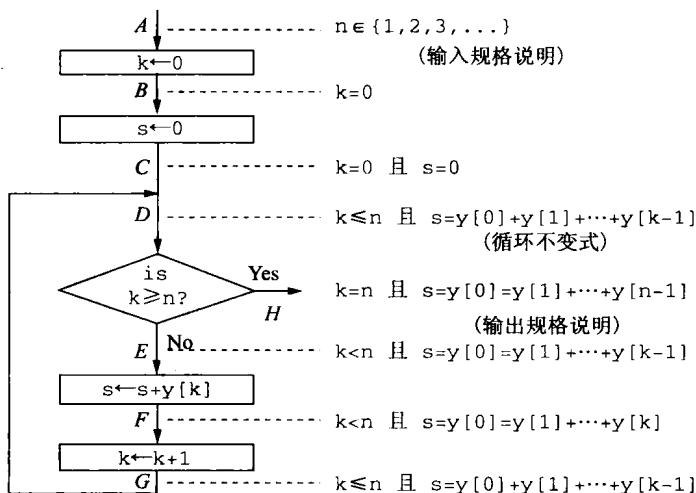 A
n∈{1,2,3,...}
(输入规格说明)
k←0
B
k=0
s←0
C
k=0 且 s=0
D
k≤n 且 s=y[0]+y[1]+⋯+y[k-1]
(循环不变式)
is
k≥n?
Yes
H
k=n 且 s=y[0]=y[1]+⋯+y[n-1]
(输出规格说明)
E
No
k<n 且 s=y[0]=y[1]+⋯+y[k-1]
s←s+y[k]
F
k<n 且 s=y[0]=y[1]+⋯+y[k]
k←k+1
G
k≤n 且 s=y[0]+y[1]+⋯+y[k-1]